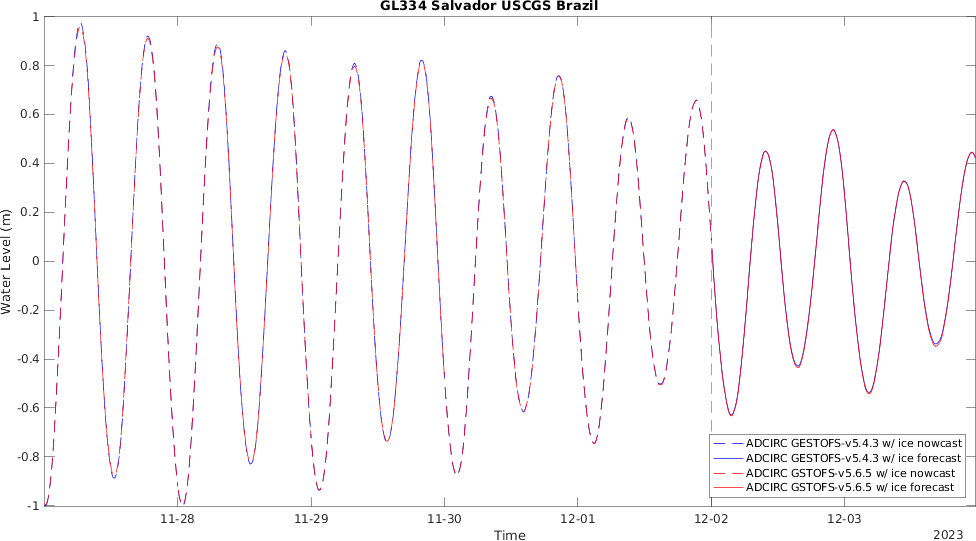 GL334 Salvador USCGS Brazil
1
0.8
0.6
0.4
0.2
0
-0.2
-0.4
-0.6
-0.8
-1
Water Level (m)
ADCIRC GESTOFS-v5.4.3 w/ ice nowcast
ADCIRC GESTOFS-v5.4.3 w/ ice forecast
ADCIRC GSTOFS-v5.6.5 w/ ice nowcast
ADCIRC GSTOFS-v5.6.5 w/ ice forecast
11-28 11-29 11-30 12-01 12-02 12-03
Time
2023